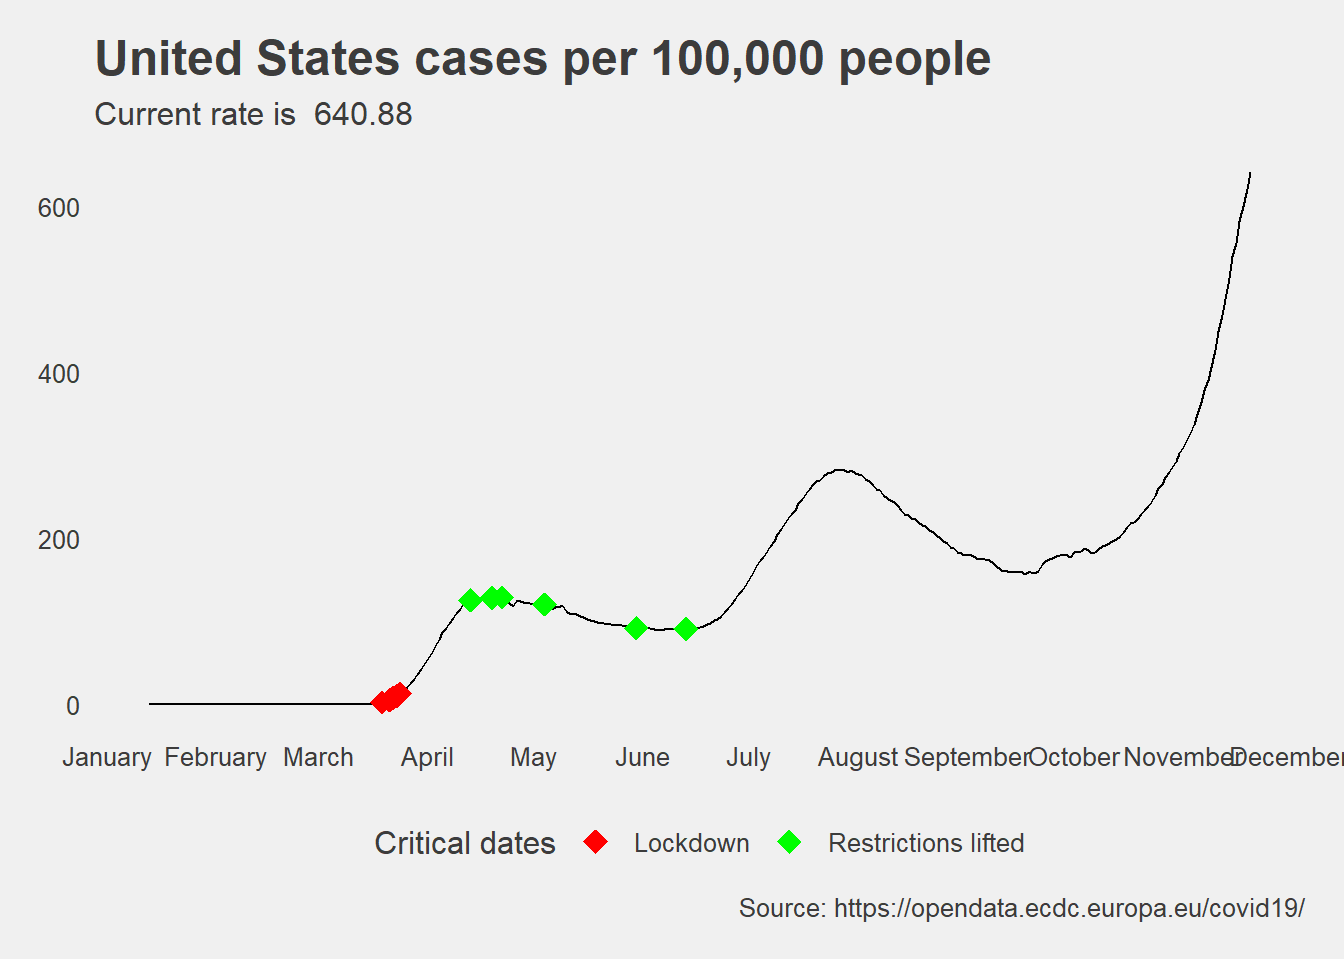 United States cases per 100,000 people
Current rate is  640.88
600
400
200
0
January February March April May June July August September October November December
Critical dates Lockdown Restrictions lifted
Source: https://opendata.ecdc.europa.eu/covid19/